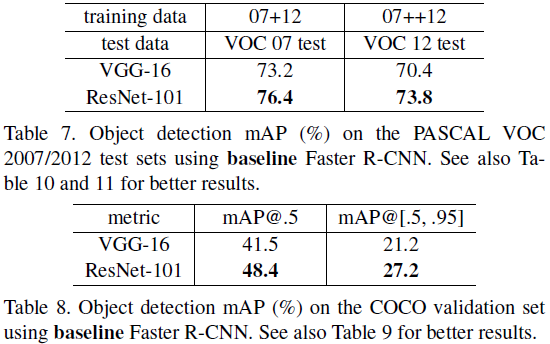 training data 07+12 07++12
test data VOC 07 test VOC 12 test
VGG-16 73.2 70.4
ResNet-101 76.4 73.8
Table 7. Object detection mAP (%) on the PASCAL VOC
2007/2012 test sets using baseline Faster R-CNN. See also Ta-
ble 10 and 11 for better results.
metric mAP@.5 mAP@[.5, .95]
VGG-16 41.5 21.2
ResNet-101 48.4 27.2
Table 8. Object detection mAP (%) on the COCO validation set
using baseline Faster R-CNN. See also Table 9 for better results.